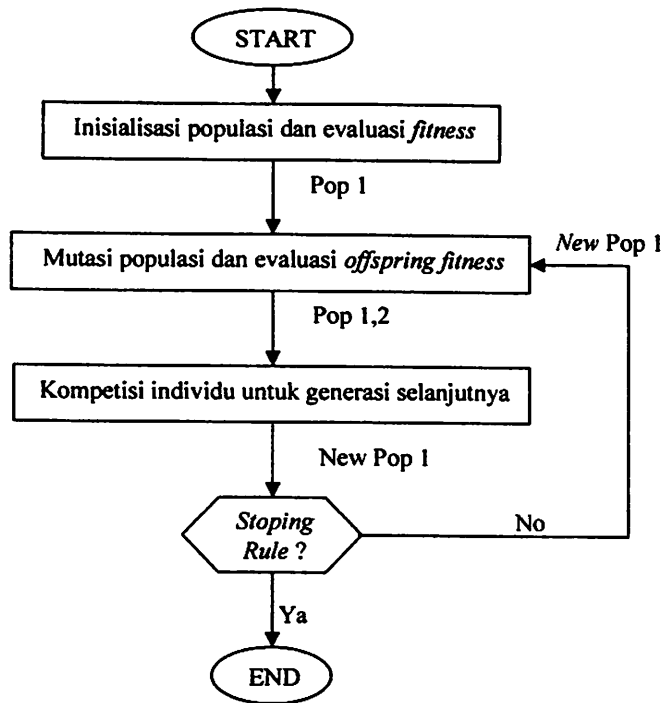 START
Inisialisasi populasi dan evaluasi fitness
Pop 1
New Pop 1
Mutasi populasi dan evaluasi offspring fitness
Pop 1,2
Kompetisi individu untuk generasi selanjutnya
New Pop 1
Stoping
Rule ?
No
Ya
END